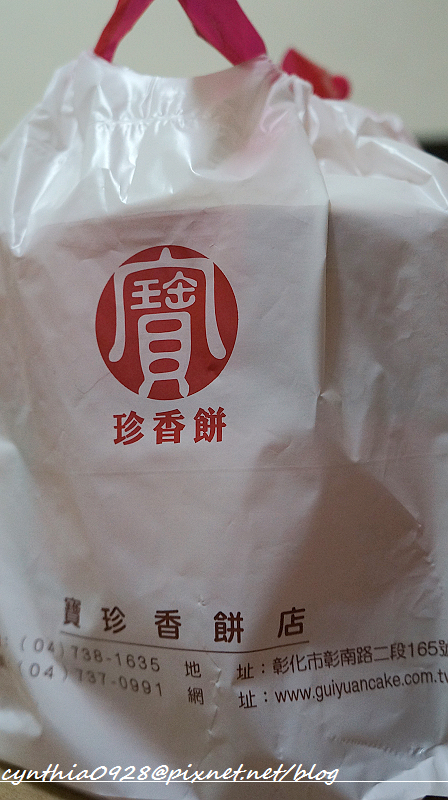 寶
珍香餅
寶珍香餅店
: (04)738-1635 地 址：彰化市彰南路二段165號
: (04)737-0991 網 址：www.guiyuancake.com.tw
cynthia0928@pixnet.net/blog